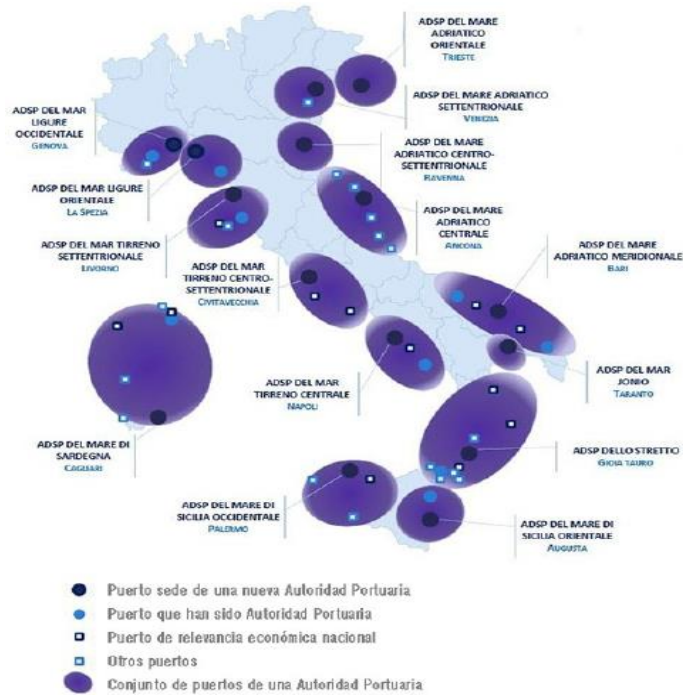 ADSP DEL MARE
ADRIATICO
ORIENTALE
TRIESTE
ADSP DEL MARE ADRIATICO
SETTENTRIONALE
VENEZIA
ADSP DEL MAR
LIGURE
OCCIDENTALE
GENOVA
ADSP DEL MARE
ADRIATICO CENTRO-
SETTENTRIONALE
RAVENNA
ADSP DEL MAR LIGURE
ORIENTALE
LA SPEZIA
ADSP DEL MARE
ADRIATICO
CENTRALE
ANCONA
ADSP DEL MAR TIRRENO
SETTENTRIONALE
LIVORNO
ADSP DEL MAR
TIRRENO CENTRO-
SETTENTRIONALE
CIVITAVECCHIA
ADSP DEL MARE
ADRIATICO MERIDIONALE
BARI
ADSP DEL MAR
TIRRENO CENTRALE
NAPOLI
ADSP DEL MAR
JONIO
TARANTO
ADSP DEL MARE DI
SARDEGNA
CAGLIARI
ADSP DELLO STRETTO
GIOIA TAURO
ADSP DEL MARE DI
SICILIA OCCIDENTALE
PALERMO
ADSP DEL MARE DI
SICILIA ORIENTALE
AUGUSTA
Puerto sede de una nueva Autoridad Portuaria
Puerto que han sido Autoridad Portuaria
Puerto de relevancia económica nacional
Otros puertos
Conjunto de puertos de una Autoridad Portuaria